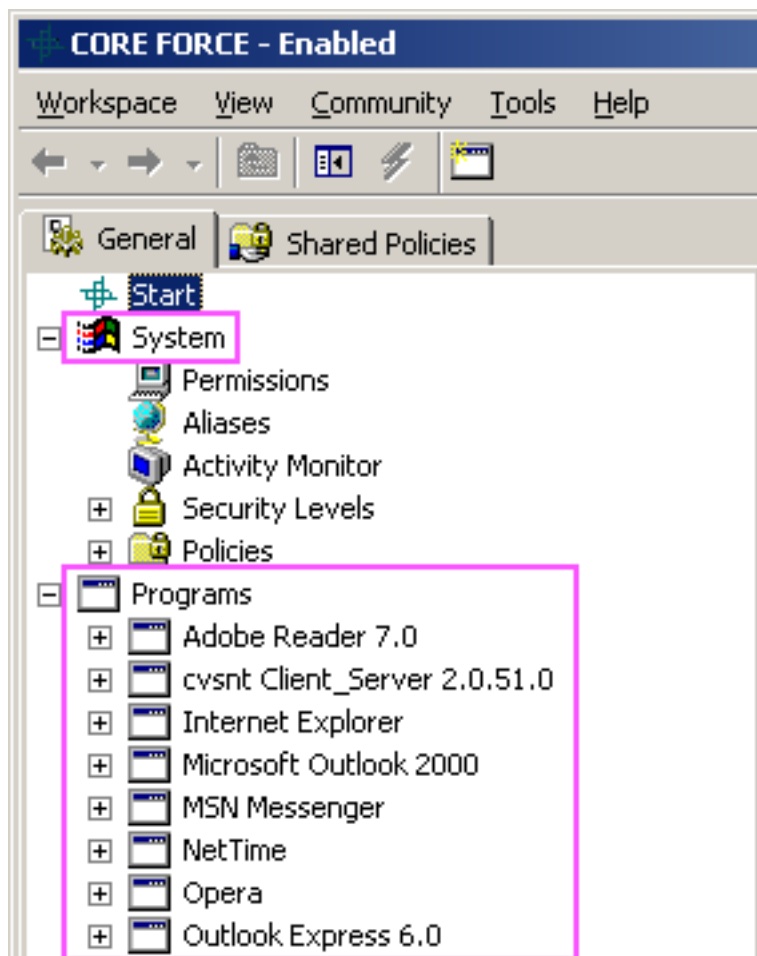 CORE FORCE - Enabled
Workspace View Community Tools Help
General Shared Policies
Start
System
Permissions
Aliases
Activity Monitor
Security Levels
Policies
Programs
Adobe Reader 7.0
cvsnt Client_Server 2.0.51.0
Internet Explorer
Microsoft Outlook 2000
MSN Messenger
NetTime
Opera
Outlook Express 6.0